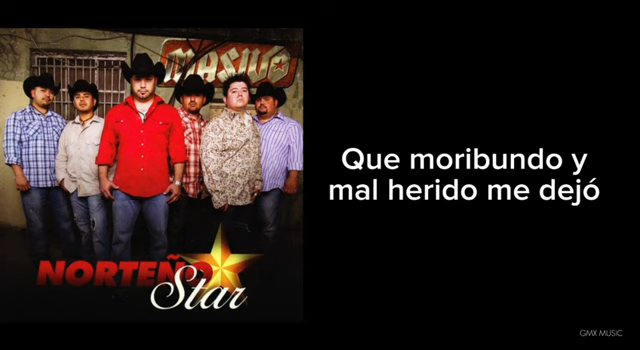 MASIVO
NORTEÑO
Star
Que moribundo y
mal herido me dejó
GMX MUSIC